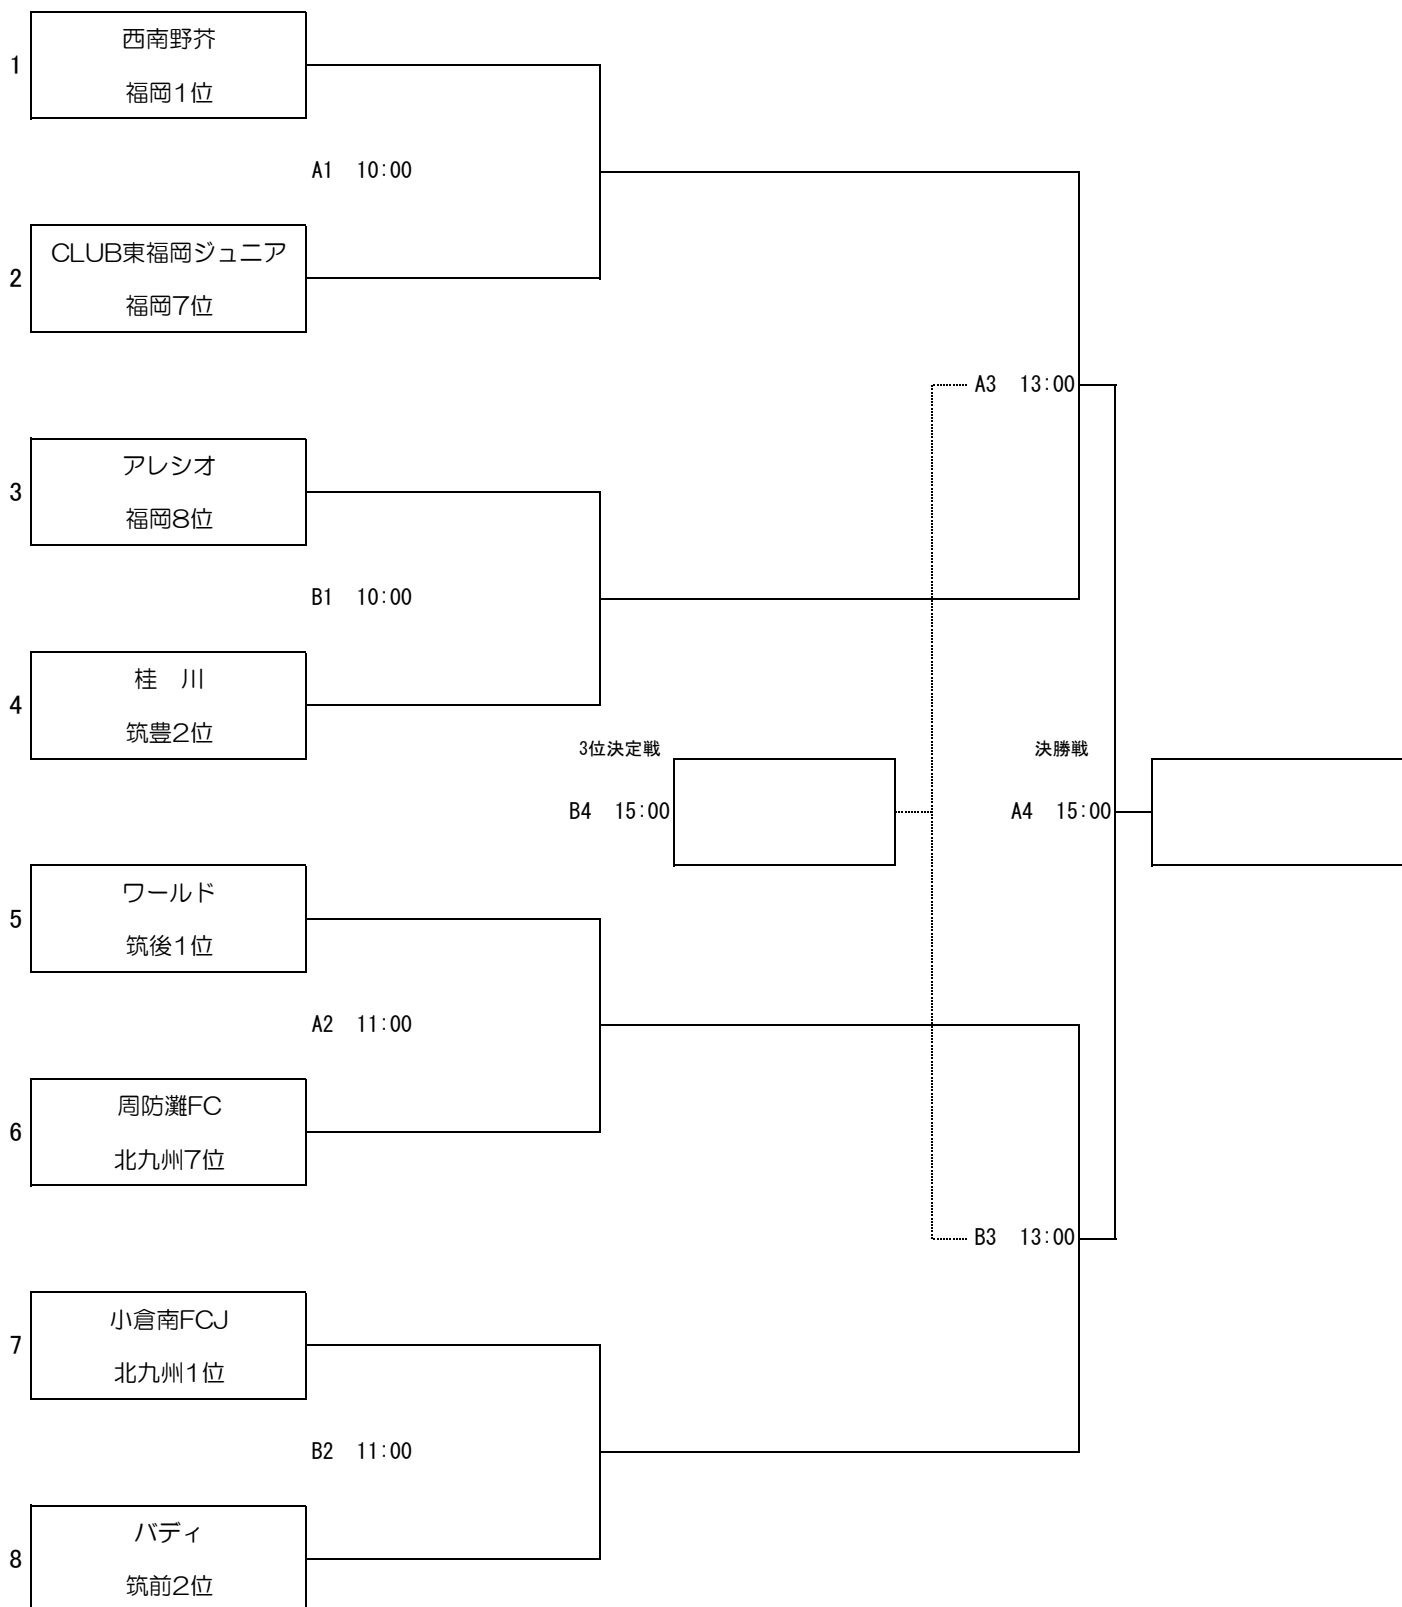 西南野芥
1
福岡1位
A1 10:00
CLUB東福岡ジュニア
2
福岡7位
A3 13:00
アレシオ
3
福岡8位
B1 10:00
桂 川
4
筑豊2位
3位決定戦
決勝戦
B4 15:00
A4 15:00
ワールド
5
筑後1位
A2 11:00
周防灘FC
6
北九州7位
B3 13:00
小倉南FCJ
7
北九州1位
B2 11:00
バディ
8
筑前2位